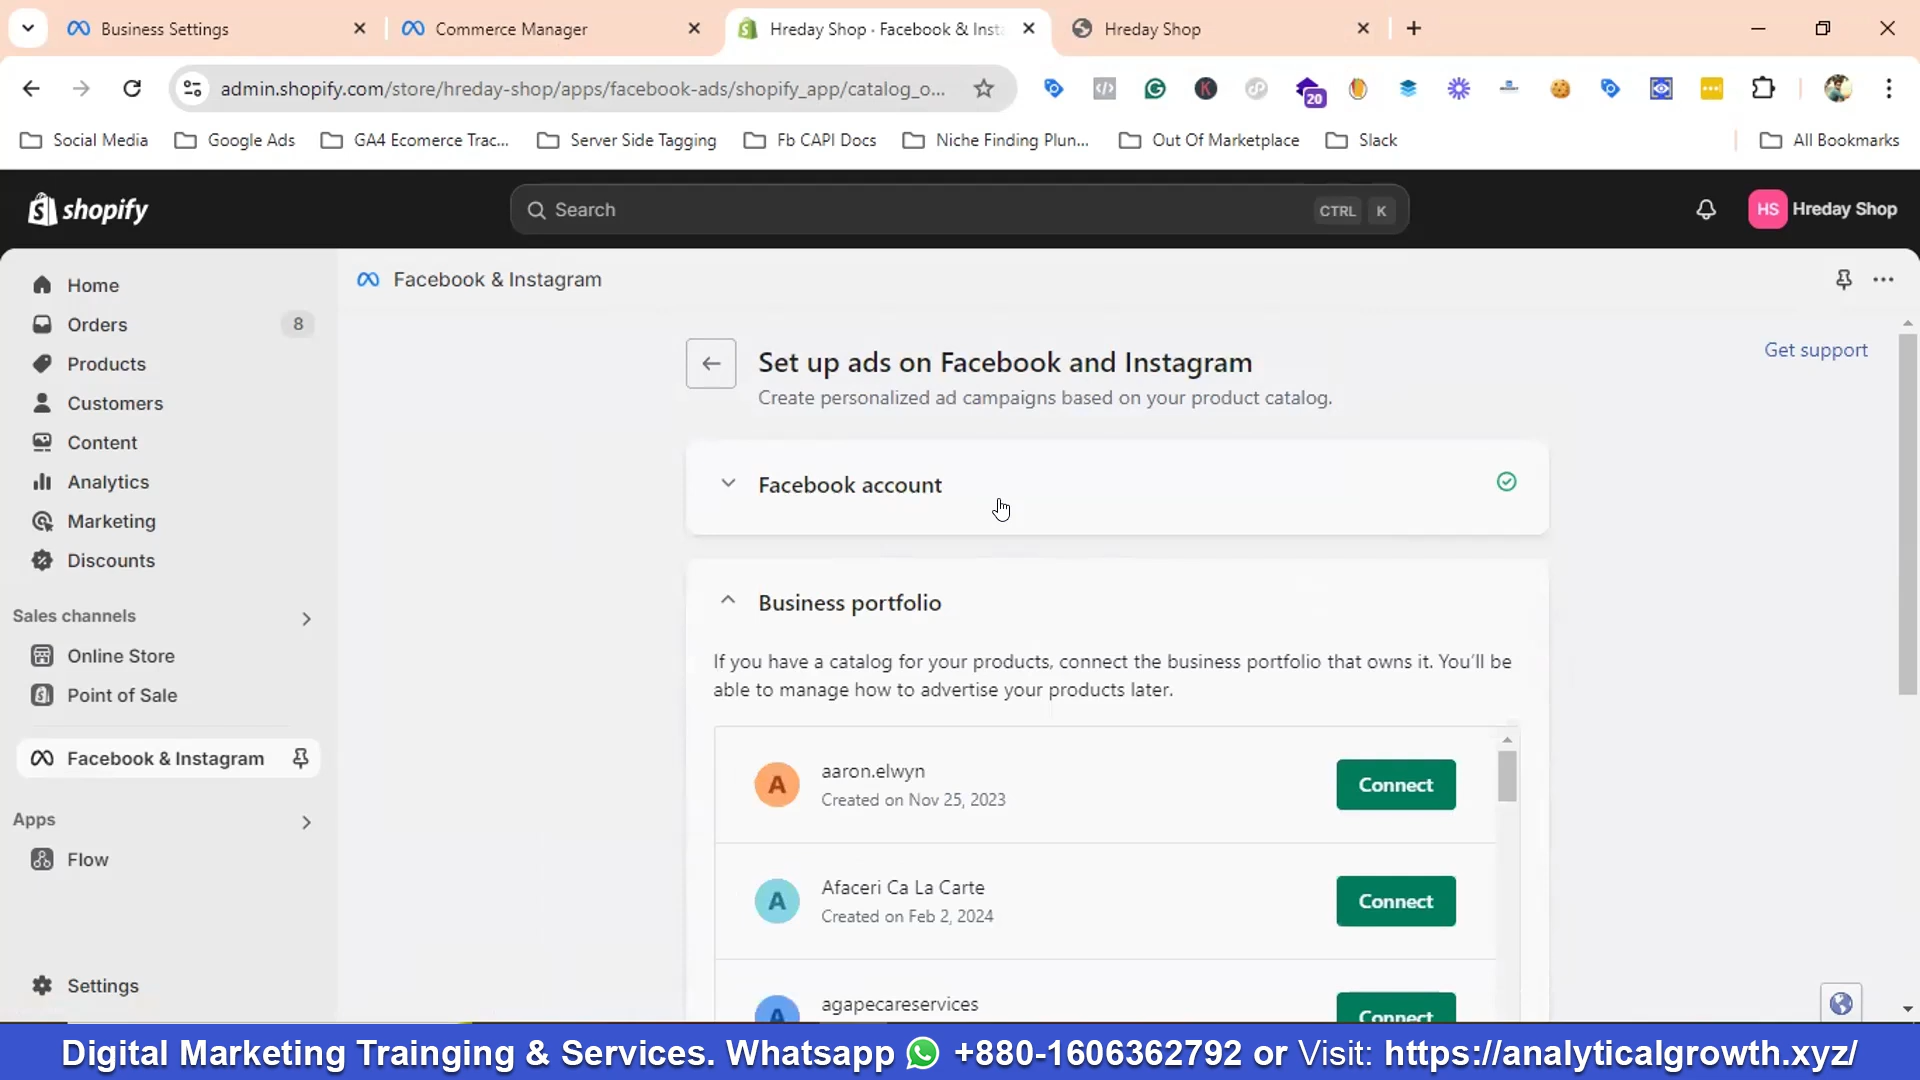 Business Settings
Commerce Manager
Hreday Shop · Facebook & Inst
Hreday Shop
admin.shopify.com/store/hreday-shop/apps/facebook-ads/shopify_app/catalog_o...
20
Social Media
Google Ads
GA4 Ecomerce Trac...
Server Side Tagging
Fb CAPI Docs
Niche Finding Plun...
Out Of Marketplace
Slack
All Bookmarks
shopify
Search
CTRL K
HS Hreday Shop
Home
Orders 8
Products
Customers
Content
Analytics
Marketing
Discounts
Sales channels
Online Store
Point of Sale
Facebook & Instagram
Apps
Flow
Settings
Facebook & Instagram
Get support
Set up ads on Facebook and Instagram
Create personalized ad campaigns based on your product catalog.
Facebook account
Business portfolio
If you have a catalog for your products, connect the business portfolio that owns it. You'll be
able to manage how to advertise your products later.
A
aaron.elwyn
Created on Nov 25, 2023
Connect
A
Afaceri Ca La Carte
Created on Feb 2, 2024
Connect
A
agapecareservices
Connect
Digital Marketing Trainging & Services. Whatsapp +880-1606362792 or Visit: https://analyticalgrowth.xyz/